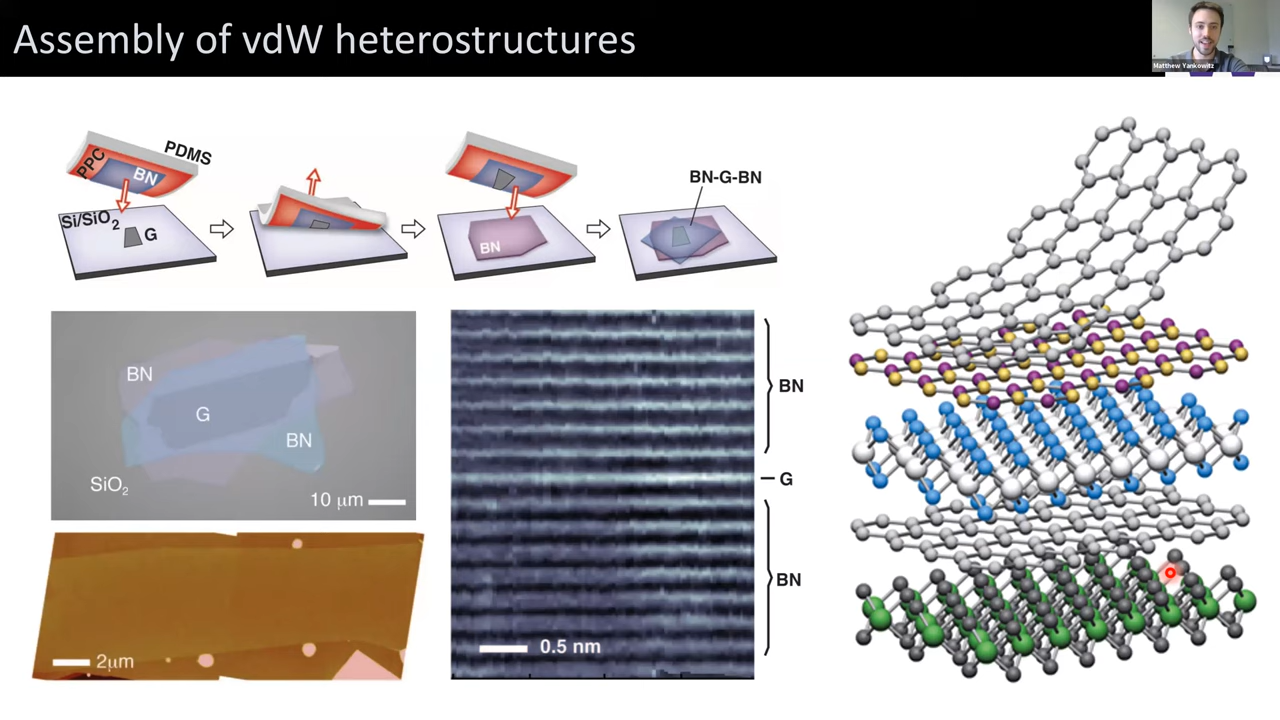 Assembly of vdW heterostructures
Matthew Yankowitz
PPC
BN
PDMS
Si/SiO2
G
BN
BN-G-BN
BN
G
BN
SiO2
10 μm
2μm
0.5 nm
BN
G
BN